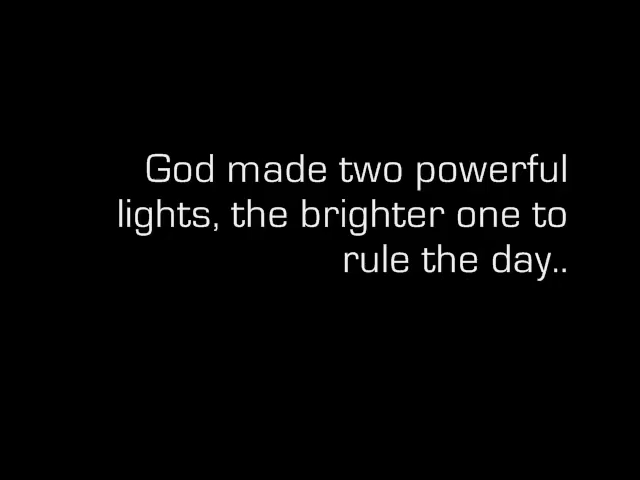 God made two powerful
lights, the brighter one to
rule the day..